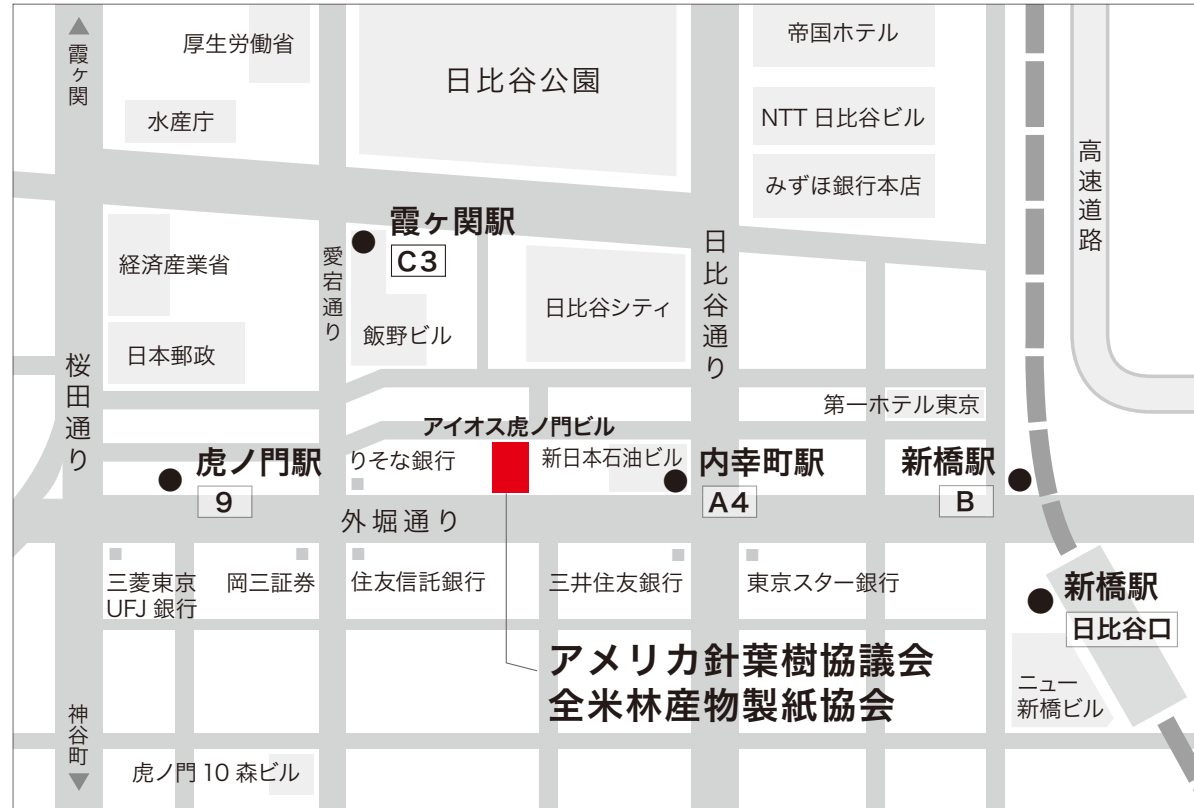 ▲
霞ヶ関
厚生労働省
水産庁
日比谷公園
帝国ホテル
NTT 日比谷ビル
みずほ銀行本店
高速道路
霞ヶ関駅
C3
経済産業省
愛宕通り
飯野ビル
日比谷シティ
日比谷通り
日本郵政
桜田通り
第一ホテル東京
アイオス虎ノ門ビル
虎ノ門駅
9
りそな銀行
新日本石油ビル
内幸町駅
A4
新橋駅
B
外堀通り
三菱東京
UFJ 銀行
岡三証券
住友信託銀行
三井住友銀行
東京スター銀行
新橋駅
日比谷口
アメリカ針葉樹協議会
全米林産物製紙協会
ニュー
新橋ビル
神谷町
▼
虎ノ門 10 森ビル